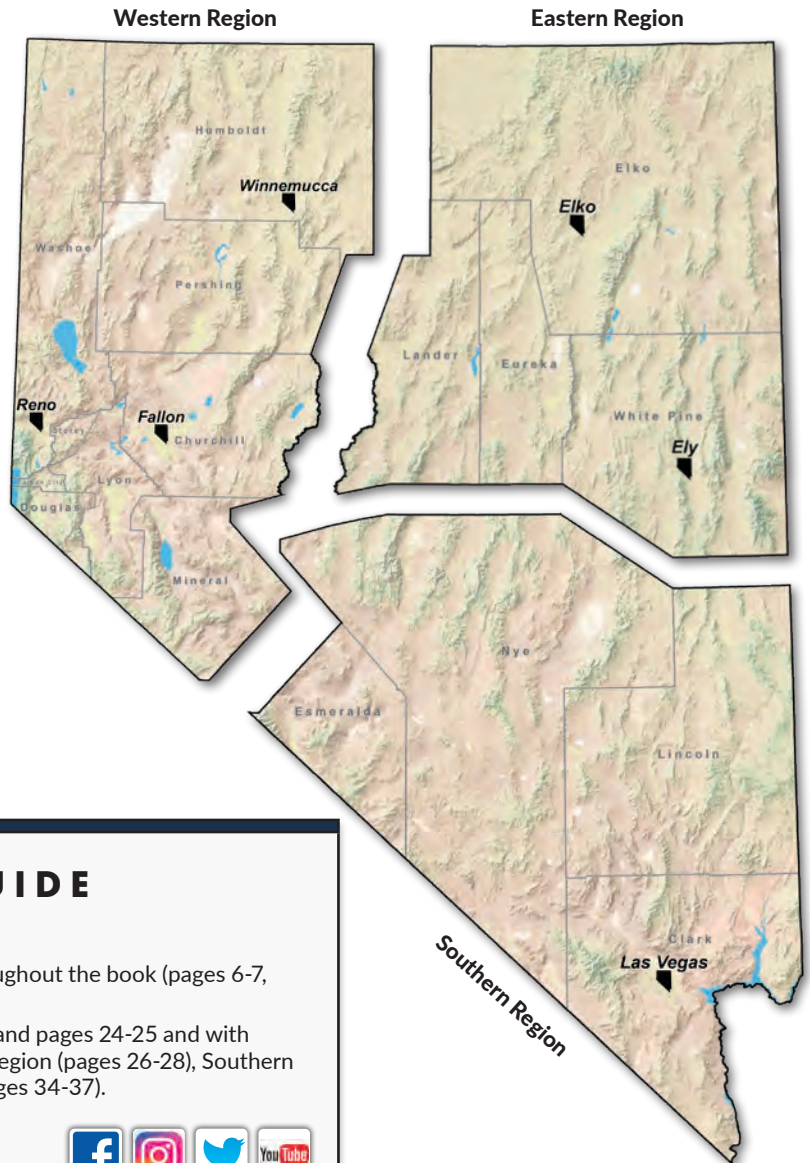 Western Region
Eastern Region
Humboldt
Winnemucca
Washoe
Pershing
Reno
Storey
Fallon
Churchill
Lyon
Douglas
Mineral
Elko
Elko
Lander
Eureka
White Pine
Ely
Nye
Esmeralda
Lincoln
Clark
Las Vegas
Southern Region
UIDE
ughout the book (pages 6-7,
and pages 24-25 and with
egion (pages 26-28), Southern
ges 34-37).
You Tube